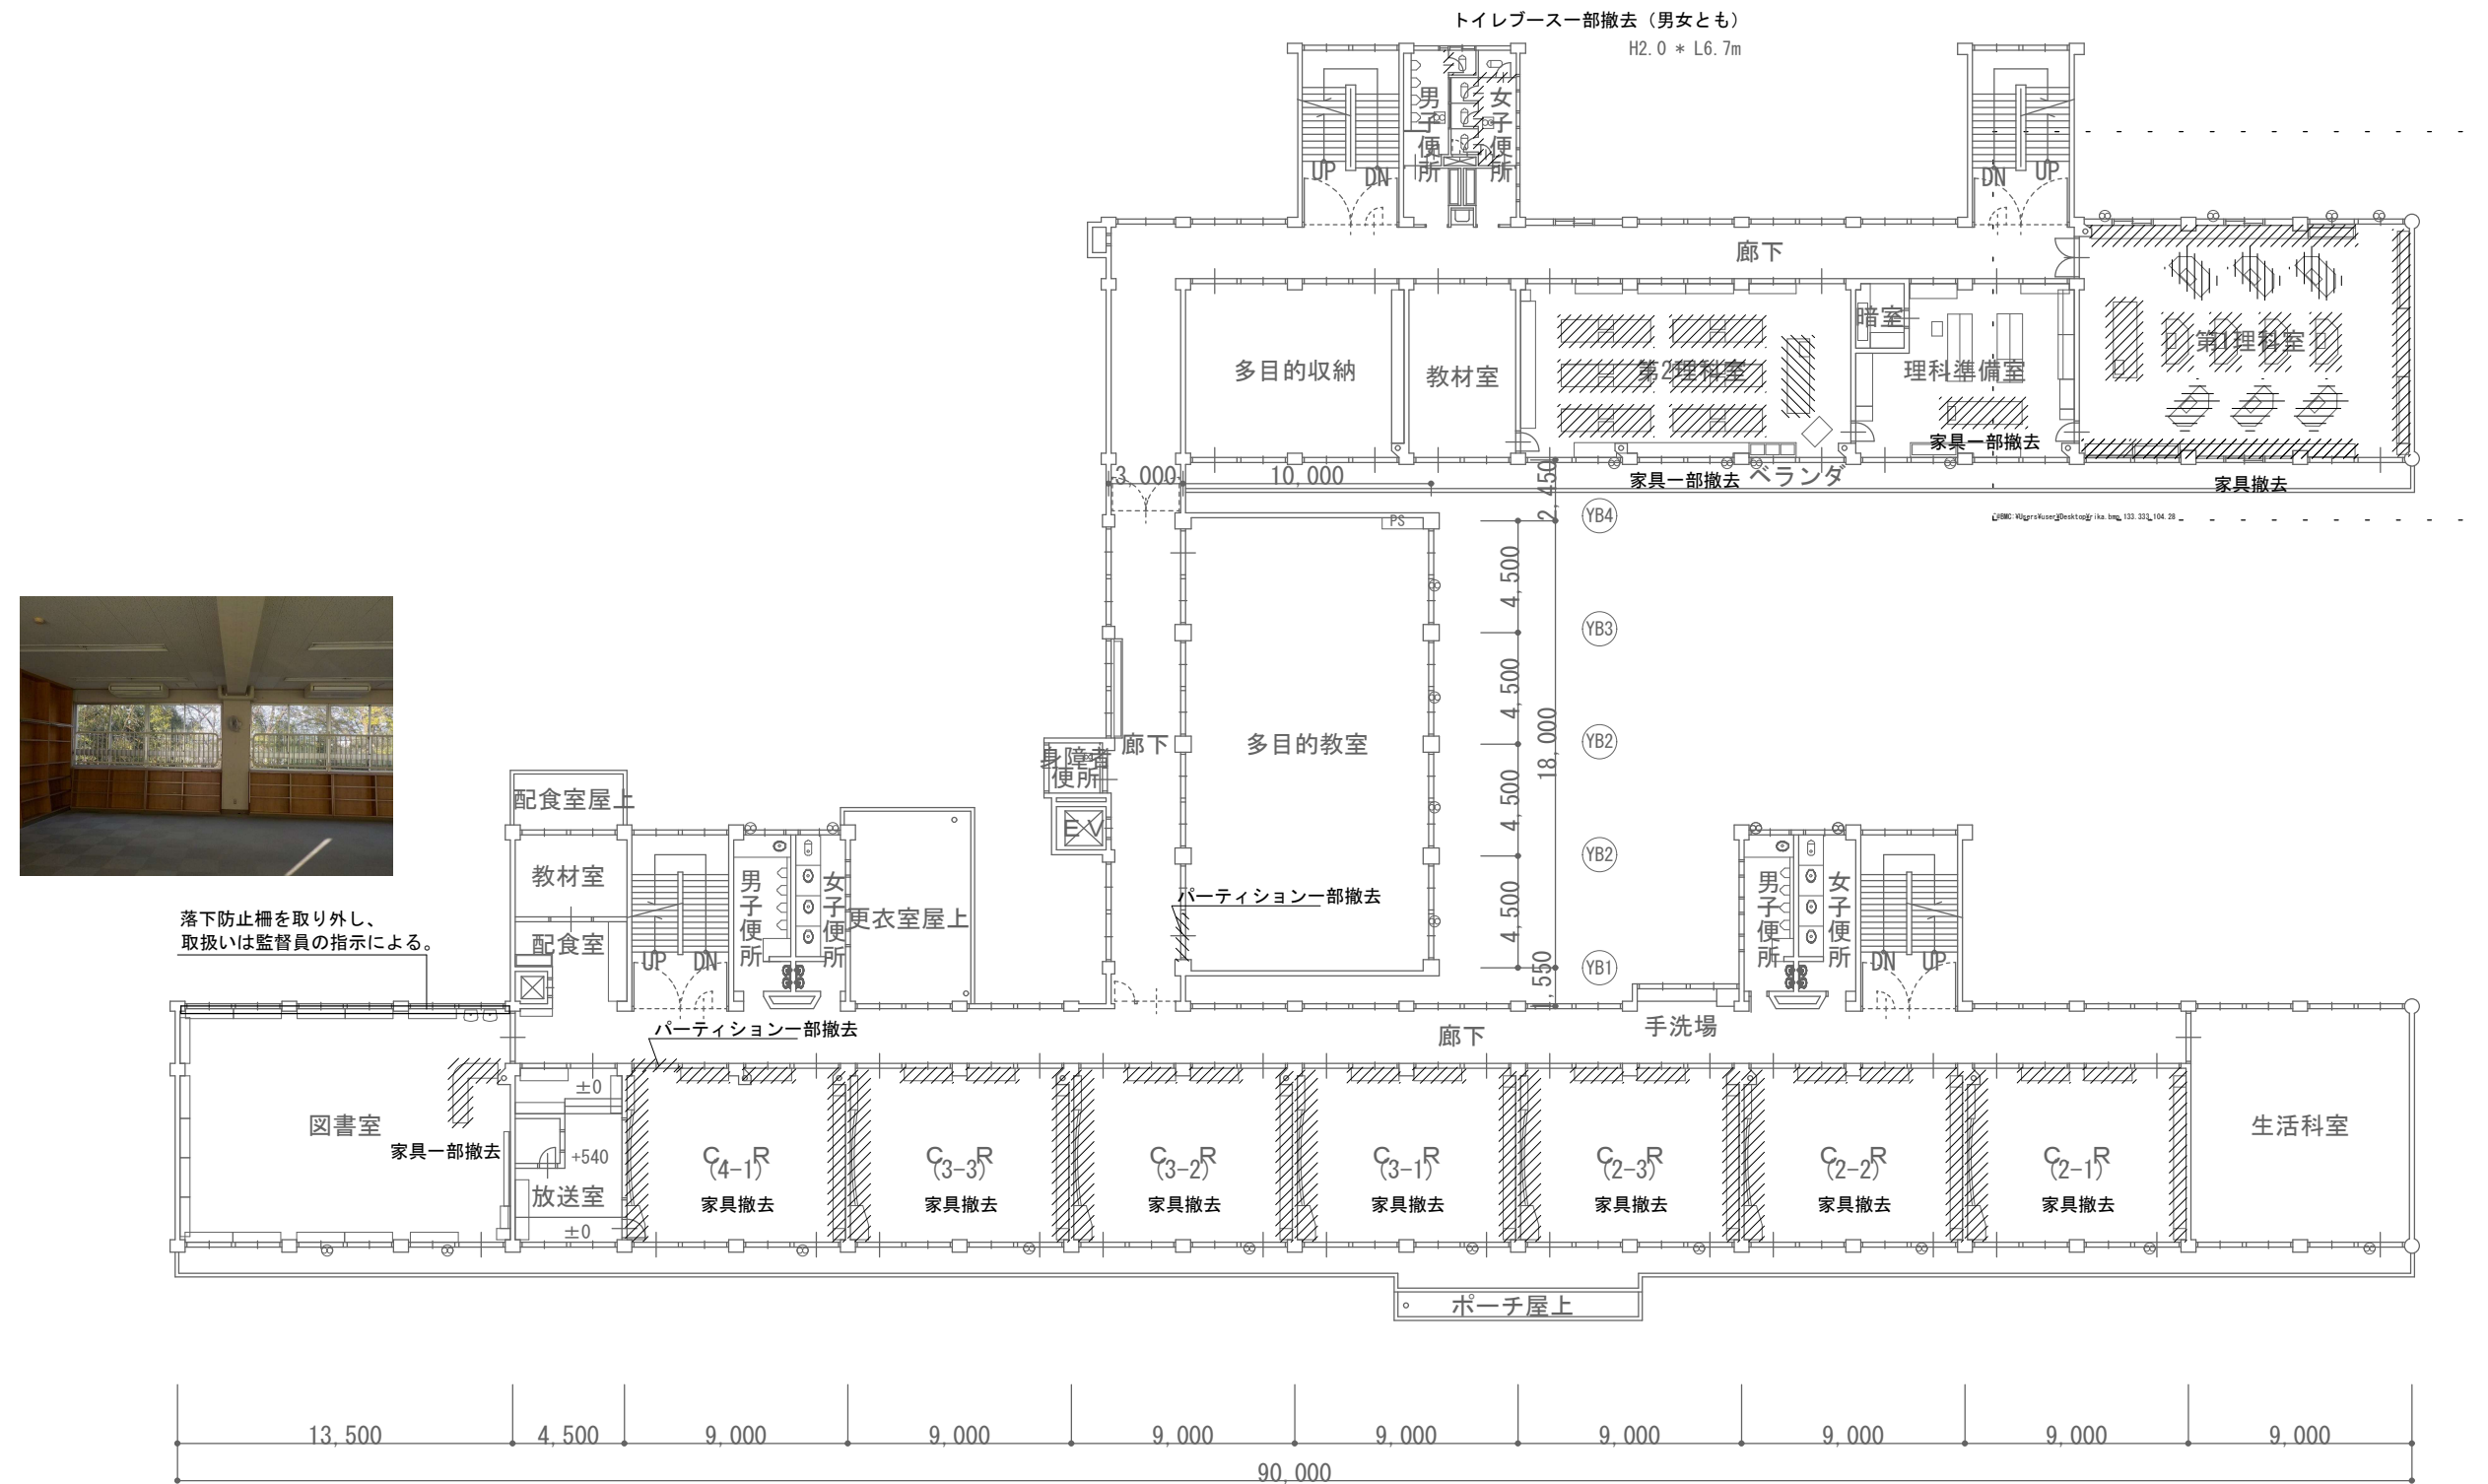 トイレブース一部撤去（男女とも）
H2.0 * L6.7m
男子便所
女子便所
UP
DN
DN
UP
廊下
多目的収納
教材室
第2理科室
暗室
理科準備室
第1理科室
家具一部撤去
家具一部撤去
ベランダ
家具撤去
3,000
10,000
2,450
PS
YB4
4,500
YB3
4,500
18,000
YB2
4,500
YB2
4,500
YB1
1,550
廊下
多目的教室
身障者
便所
EV
パーティション一部撤去
配食室屋上
教材室
配食室
UP
DN
男子便所
女子便所
更衣室屋上
男子便所
女子便所
DN
UP
落下防止柵を取り外し、
取扱いは監督員の指示による。
パーティション一部撤去
廊下
手洗場
図書室
家具一部撤去
±0
+540
放送室
±0
C R
(4-1)
家具撤去
C R
(3-3)
家具撤去
C R
(3-2)
家具撤去
C R
(3-1)
家具撤去
C R
(2-3)
家具撤去
C R
(2-2)
家具撤去
C R
(2-1)
家具撤去
生活科室
ポーチ屋上
13,500
4,500
9,000
9,000
9,000
9,000
9,000
9,000
9,000
9,000
90,000